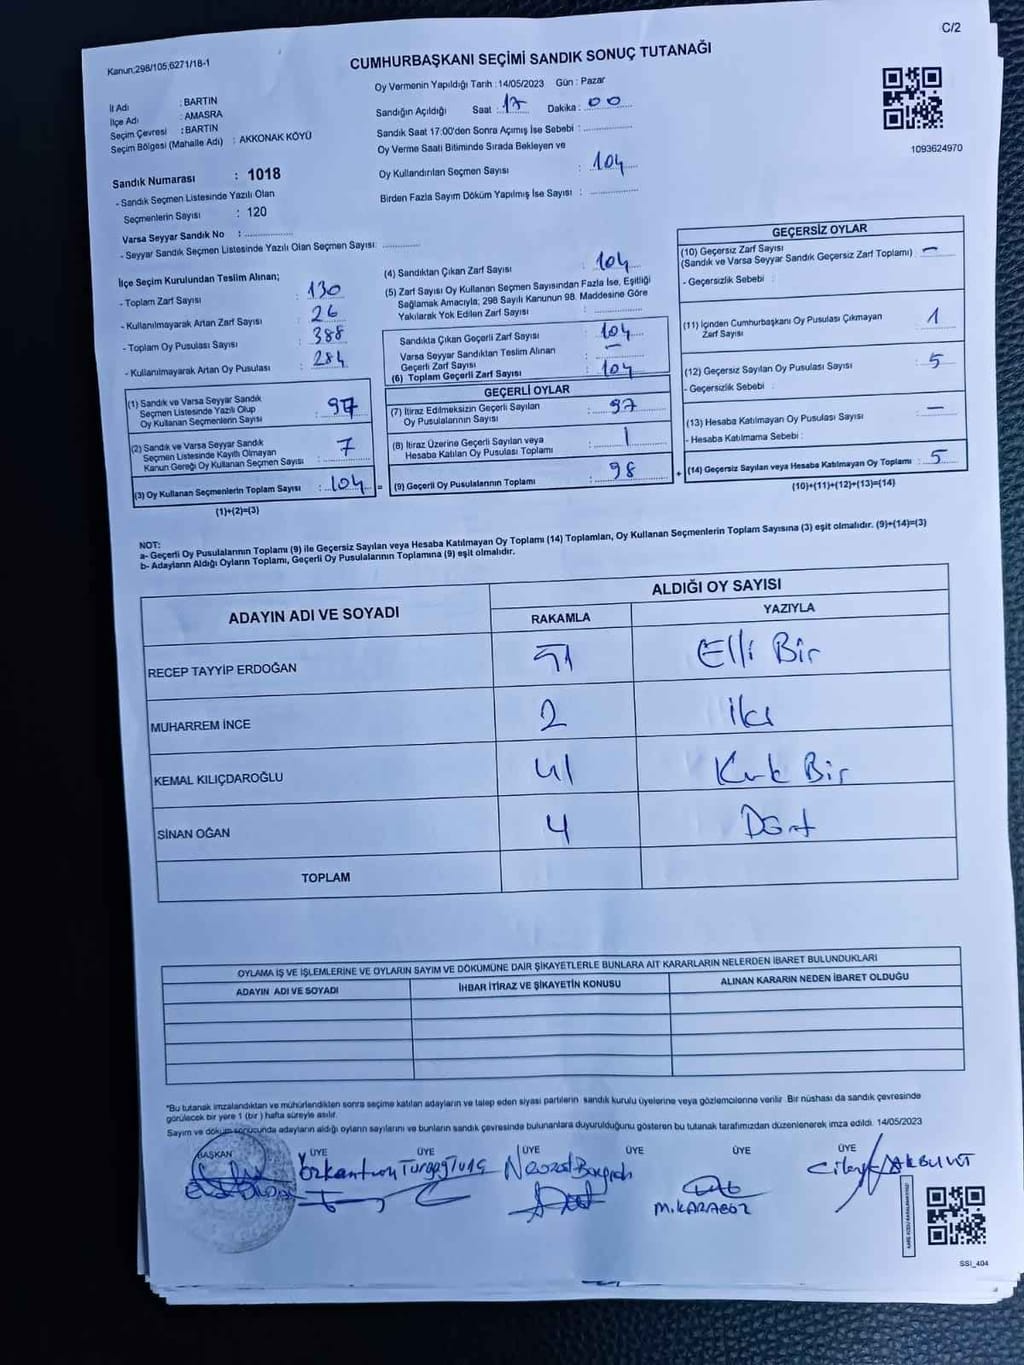 C/2
Kanun;298/105;6271/18-1
CUMHURBAŞKANI SEÇİMİ SANDIK SONUÇ TUTANAĞI
Oy Vermenin Yapıldığı Tarih : 14/05/2023 Gün : Pazar
İl Adı : BARTIN
İlçe Adı : AMASRA
Seçim Çevresi : BARTIN
Seçim Bölgesi (Mahalle Adı) : AKKONAK KÖYÜ
Sandığın Açıldığı Saat : 17 Dakika : 00
Sandık Saat 17:00'den Sonra Açımış İse Sebebi :
Oy Verme Saati Bitiminde Sırada Bekleyen ve
Oy Kullandırılan Seçmen Sayısı : 104
Birden Fazla Sayım Döküm Yapılmış İse Sayısı :
1093624970
Sandık Numarası : 1018
- Sandık Seçmen Listesinde Yazılı Olan
Seçmenlerin Sayısı : 120
Varsa Seyyar Sandık No :
- Seyyar Sandık Seçmen Listesinde Yazılı Olan Seçmen Sayısı:
İlçe Seçim Kurulundan Teslim Alınan;
- Toplam Zarf Sayısı : 130
- Kullanılmayarak Artan Zarf Sayısı : 26
- Toplam Oy Pusulası Sayısı : 388
- Kullanılmayarak Artan Oy Pusulası : 284
(1) Sandık ve Varsa Seyyar Sandık
Seçmen Listesinde Yazılı Olup
Oy Kullanan Seçmenlerin Sayısı : 97
(2) Sandık ve Varsa Seyyar Sandık
Seçmen Listesinde Kayıtlı Olmayan
Kanun Gereği Oy Kullanan Seçmen Sayısı : 7
(3) Oy Kullanan Seçmenlerin Toplam Sayısı : 104 =
(1)+(2)=(3)
(4) Sandıktan Çıkan Zarf Sayısı : 104
(5) Zarf Sayısı Oy Kullanan Seçmen Sayısından Fazla İse, Eşitliği
Sağlamak Amacıyla; 298 Sayılı Kanunun 98. Maddesine Göre
Yakılarak Yok Edilen Zarf Sayısı :
Sandıkta Çıkan Geçerli Zarf Sayısı : 104
Varsa Seyyar Sandıktan Teslim Alınan
Geçerli Zarf Sayısı : —
(6) Toplam Geçerli Zarf Sayısı : 104
GEÇERLİ OYLAR
(7) İtiraz Edilmeksizin Geçerli Sayılan
Oy Pusulalarının Sayısı : 97
(8) İtiraz Üzerine Geçerli Sayılan veya
Hesaba Katılan Oy Pusulası Toplamı : 1
(9) Geçerli Oy Pusulalarının Toplamı : 98 +
GEÇERSİZ OYLAR
(10) Geçersiz Zarf Sayısı
(Sandık ve Varsa Seyyar Sandık Geçersiz Zarf Toplamı) : —
- Geçersizlik Sebebi :
(11) İçinden Cumhurbaşkanı Oy Pusulası Çıkmayan
Zarf Sayısı : 1
(12) Geçersiz Sayılan Oy Pusulası Sayısı : 5
- Geçersizlik Sebebi :
(13) Hesaba Katılmayan Oy Pusulası Sayısı : —
- Hesaba Katılmama Sebebi :
(14) Geçersiz Sayılan veya Hesaba Katılmayan Oy Toplamı : 5
(10)+(11)+(12)+(13)=(14)
NOT:
a- Geçerli Oy Pusulalarının Toplamı (9) ile Geçersiz Sayılan veya Hesaba Katılmayan Oy Toplamı (14) Toplamları, Oy Kullanan Seçmenlerin Toplam Sayısına (3) eşit olmalıdır. (9)+(14)=(3)
b- Adayların Aldığı Oyların Toplamı, Geçerli Oy Pusulalarının Toplamına (9) eşit olmalıdır.
ADAYIN ADI VE SOYADI
ALDIĞI OY SAYISI
RAKAMLA YAZIYLA
RECEP TAYYİP ERDOĞAN 51 Elli Bir
MUHARREM İNCE 2 iki
KEMAL KILIÇDAROĞLU 41 Kırk Bir
SİNAN OĞAN 4 Dört
TOPLAM
OYLAMA İŞ VE İŞLEMLERİNE VE OYLARIN SAYIM VE DÖKÜMÜNE DAİR ŞİKAYETLERLE BUNLARA AİT KARARLARIN NELERDEN İBARET BULUNDUKLARI
ADAYIN ADI VE SOYADI İHBAR İTİRAZ VE ŞİKAYETİN KONUSU ALINAN KARARIN NEDEN İBARET OLDUĞU
*Bu tutanak imzalandıktan ve mühürlendikten sonra seçime katılan adayların ve talep eden siyasi partilerin sandık kurulu üyelerine veya gözlemcilerine verilir. Bir nüshası da sandık çevresinde
görülecek bir yere 1 (bir ) hafta süreyle asılır.
Sayım ve döküm sonucunda adayların aldığı oyların sayılarını ve bunların sandık çevresinde bulunanlara duyurulduğunu gösteren bu tutanak tarafımızdan düzenlenerek imza edildi. 14/05/2023
BAŞKAN ÜYE ÜYE ÜYE ÜYE ÜYE ÜYE
Turgay Tunç
M.KARAGÖZ
SSİ_404